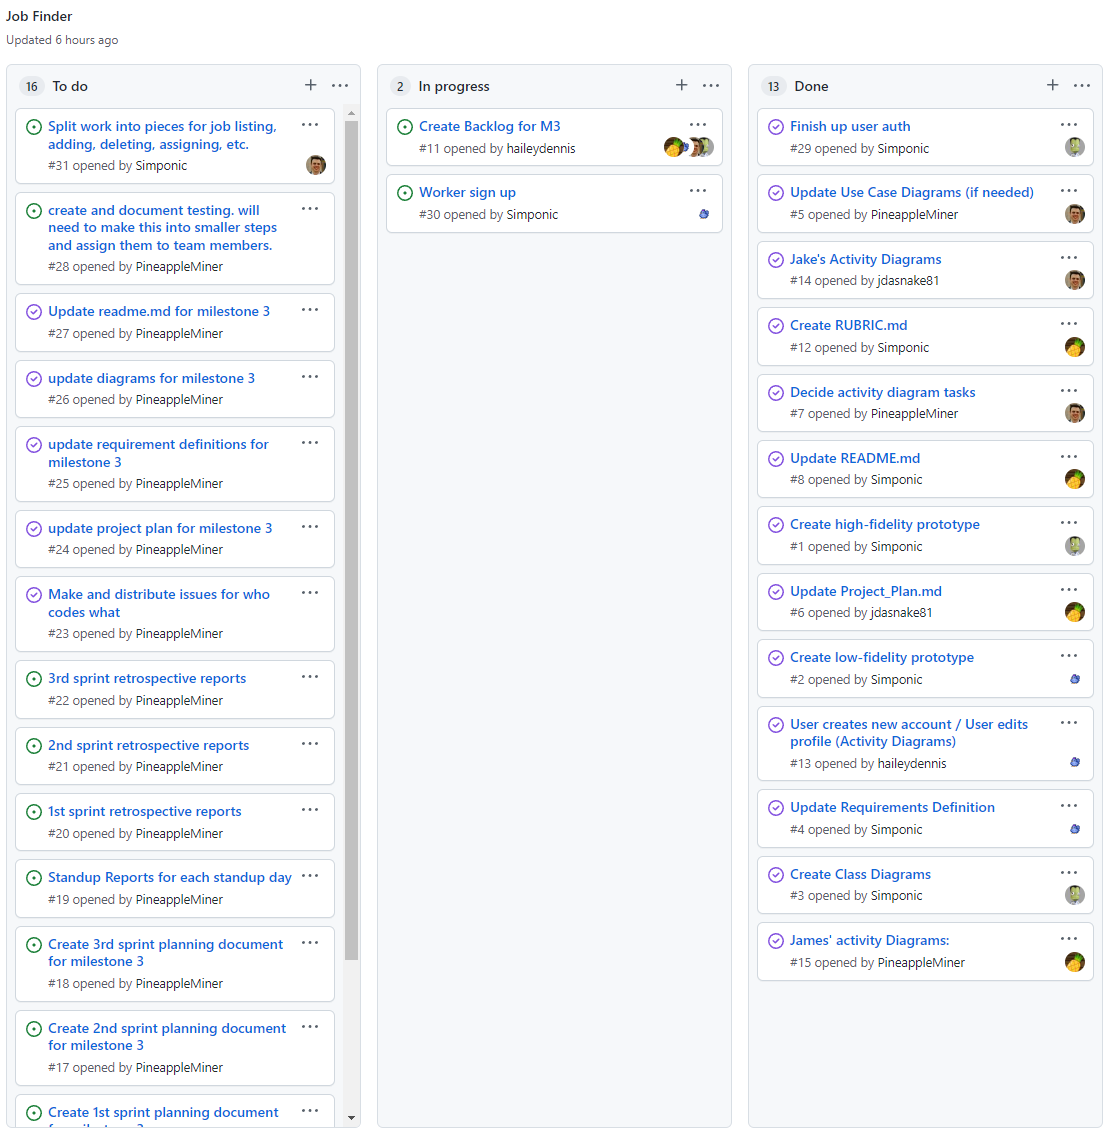 Job Finder
Updated 6 hours ago
16 To do
Split work into pieces for job listing,
adding, deleting, assigning, etc.
#31 opened by Simponic
create and document testing. will
need to make this into smaller steps
and assign them to team members.
#28 opened by PineappleMiner
Update readme.md for milestone 3
#27 opened by PineappleMiner
update diagrams for milestone 3
#26 opened by PineappleMiner
update requirement definitions for
milestone 3
#25 opened by PineappleMiner
update project plan for milestone 3
#24 opened by PineappleMiner
Make and distribute issues for who
codes what
#23 opened by PineappleMiner
3rd sprint retrospective reports
#22 opened by PineappleMiner
2nd sprint retrospective reports
#21 opened by PineappleMiner
1st sprint retrospective reports
#20 opened by PineappleMiner
Standup Reports for each standup day
#19 opened by PineappleMiner
Create 3rd sprint planning document
for milestone 3
#18 opened by PineappleMiner
Create 2nd sprint planning document
for milestone 3
#17 opened by PineappleMiner
Create 1st sprint planning document
2 In progress
Create Backlog for M3
#11 opened by haileydennis
Worker sign up
#30 opened by Simponic
13 Done
Finish up user auth
#29 opened by Simponic
Update Use Case Diagrams (if needed)
#5 opened by PineappleMiner
Jake's Activity Diagrams
#14 opened by jdasnake81
Create RUBRIC.md
#12 opened by Simponic
Decide activity diagram tasks
#7 opened by PineappleMiner
Update README.md
#8 opened by Simponic
Create high-fidelity prototype
#1 opened by Simponic
Update Project_Plan.md
#6 opened by jdasnake81
Create low-fidelity prototype
#2 opened by Simponic
User creates new account / User edits
profile (Activity Diagrams)
#13 opened by haileydennis
Update Requirements Definition
#4 opened by Simponic
Create Class Diagrams
#3 opened by Simponic
James' activity Diagrams:
#15 opened by PineappleMiner